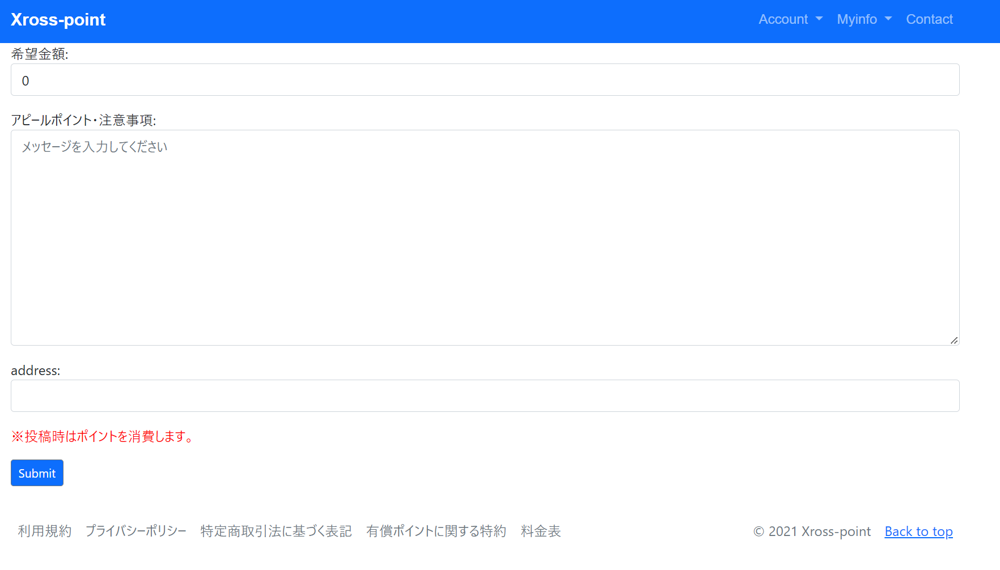 Xross-point Account Myinfo Contact
希望金額:
0
アピールポイント・注意事項:
メッセージを入力してください
address:
※投稿時はポイントを消費します。
Submit
利用規約 プライバシーポリシー 特定商取引法に基づく表記 有償ポイントに関する特約 料金表 © 2021 Xross-point Back to top